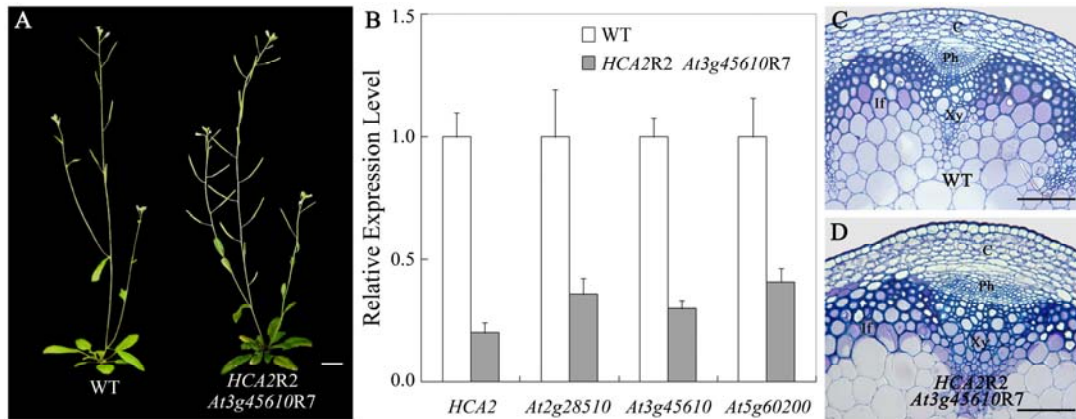 A
WT
HCA2R2
At3g45610R7
B
Relative Expression Level
1.5
1.0
0.5
0.0
WT
HCA2R2 At3g45610R7
HCA2
At2g28510
At3g45610
At5g60200
C
C
Ph
If
Xy
WT
D
C
Ph
If
Xy
HCA2R2
At3g45610R7